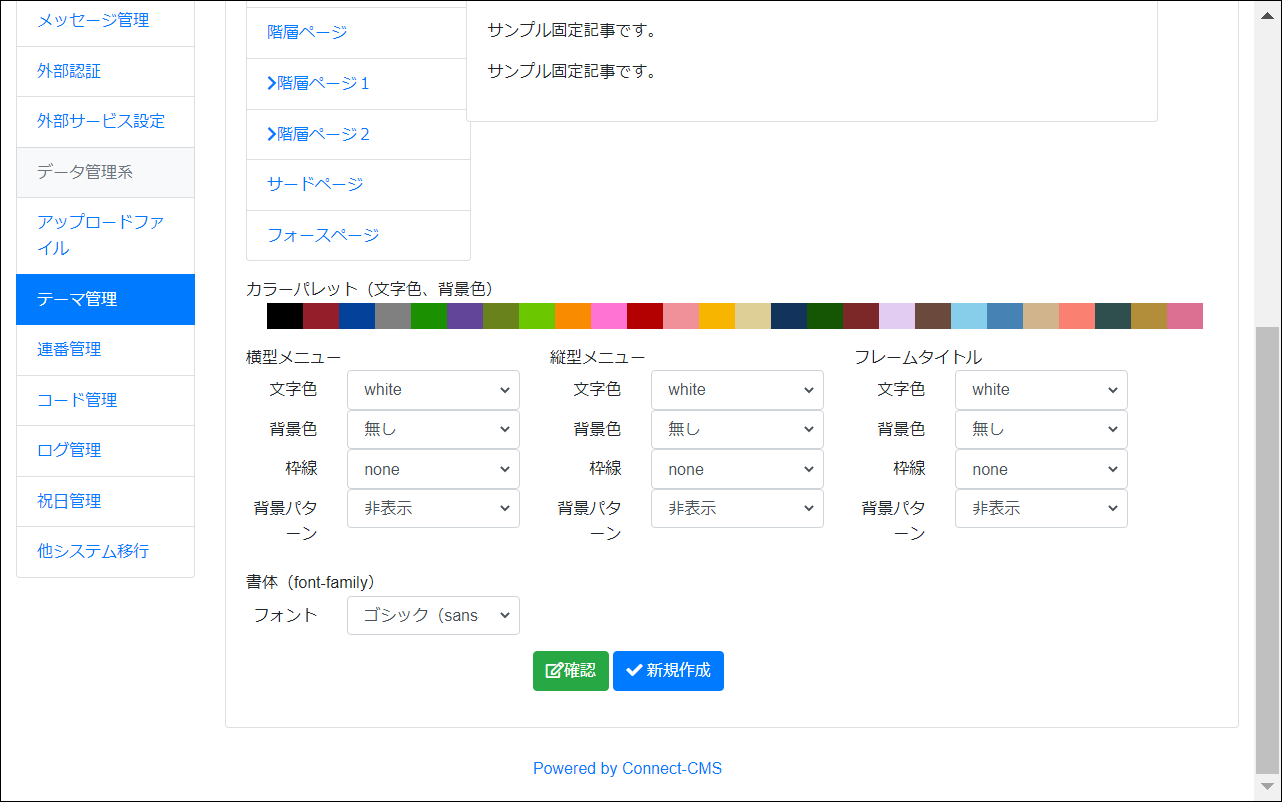 メッセージ管理
外部認証
外部サービス設定
データ管理系
アップロードファ
イル
テーマ管理
連番管理
コード管理
ログ管理
祝日管理
他システム移行
階層ページ
階層ページ１
階層ページ２
サードページ
フォースページ
サンプル固定記事です。
サンプル固定記事です。
カラーパレット（文字色、背景色）
横型メニュー
文字色 white
背景色 無し
枠線 none
背景パタ 非表示
ーン
縦型メニュー
文字色 white
背景色 無し
枠線 none
背景パタ 非表示
ーン
フレームタイトル
文字色 white
背景色 無し
枠線 none
背景パタ 非表示
ーン
書体（font-family）
フォント ゴシック（sans
確認 新規作成
Powered by Connect-CMS